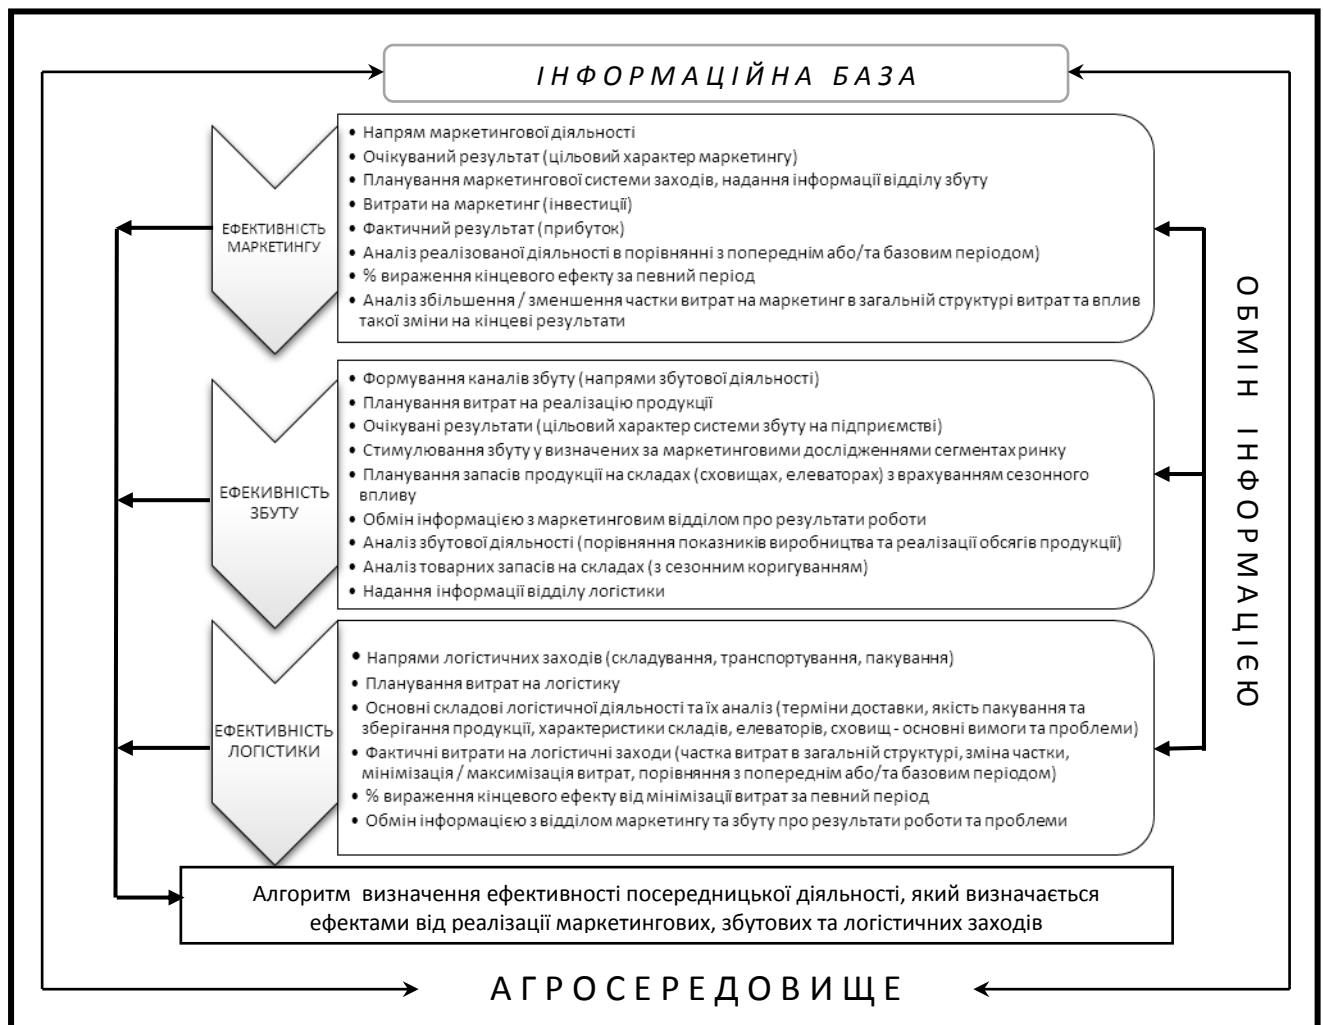 ІНФОРМАЦІЙНА БАЗА
ЕФЕКТИВНІСТЬ
МАРКЕТИНГУ
• Напрям маркетингової діяльності
• Очікуваний результат (цільовий характер маркетингу)
• Планування маркетингової системи заходів, надання інформації відділу збуту
• Витрати на маркетинг (інвестиції)
• Фактичний результат (прибуток)
• Аналіз реалізованої діяльності в порівнянні з попереднім або/та базовим періодом)
• % вираження кінцевого ефекту за певний період
• Аналіз збільшення / зменшення частки витрат на маркетинг в загальній структурі витрат та вплив
такої зміни на кінцеві результати
ЕФЕКИВНІСТЬ
ЗБУТУ
• Формування каналів збуту (напрями збутової діяльності)
• Планування витрат на реалізацію продукції
• Очікувані результати (цільовий характер системи збуту на підприємстві)
• Стимулювання збуту у визначених за маркетинговими дослідженнями сегментах ринку
• Планування запасів продукції на складах (сховищах, елеваторах) з врахуванням сезонного
впливу
• Обмін інформацією з маркетинговим відділом про результати роботи
• Аналіз збутової діяльності (порівняння показників виробництва та реалізації обсягів продукції)
• Аналіз товарних запасів на складах (з сезонним коригуванням)
• Надання інформації відділу логістики
ЕФЕКТИВНІСТЬ
ЛОГІСТИКИ
• Напрями логістичних заходів (складування, транспортування, пакування)
• Планування витрат на логістику
• Основні складові логістичної діяльності та їх аналіз (терміни доставки, якість пакування та
зберігання продукції, характеристики складів, елеваторів, сховищ - основні вимоги та проблеми)
• Фактичні витрати на логістичні заходи (частка витрат в загальній структурі, зміна частки,
мінімізація / максимізація витрат, порівняння з попереднім або/та базовим періодом)
• % вираження кінцевого ефекту від мінімізації витрат за певний період
• Обмін інформацією з відділом маркетингу та збуту про результати роботи та проблеми
ОБМІН ІНФОРМАЦІЄЮ
Алгоритм визначення ефективності посередницької діяльності, який визначається
ефектами від реалізації маркетингових, збутових та логістичних заходів
АГРОСЕРЕДОВИЩЕ